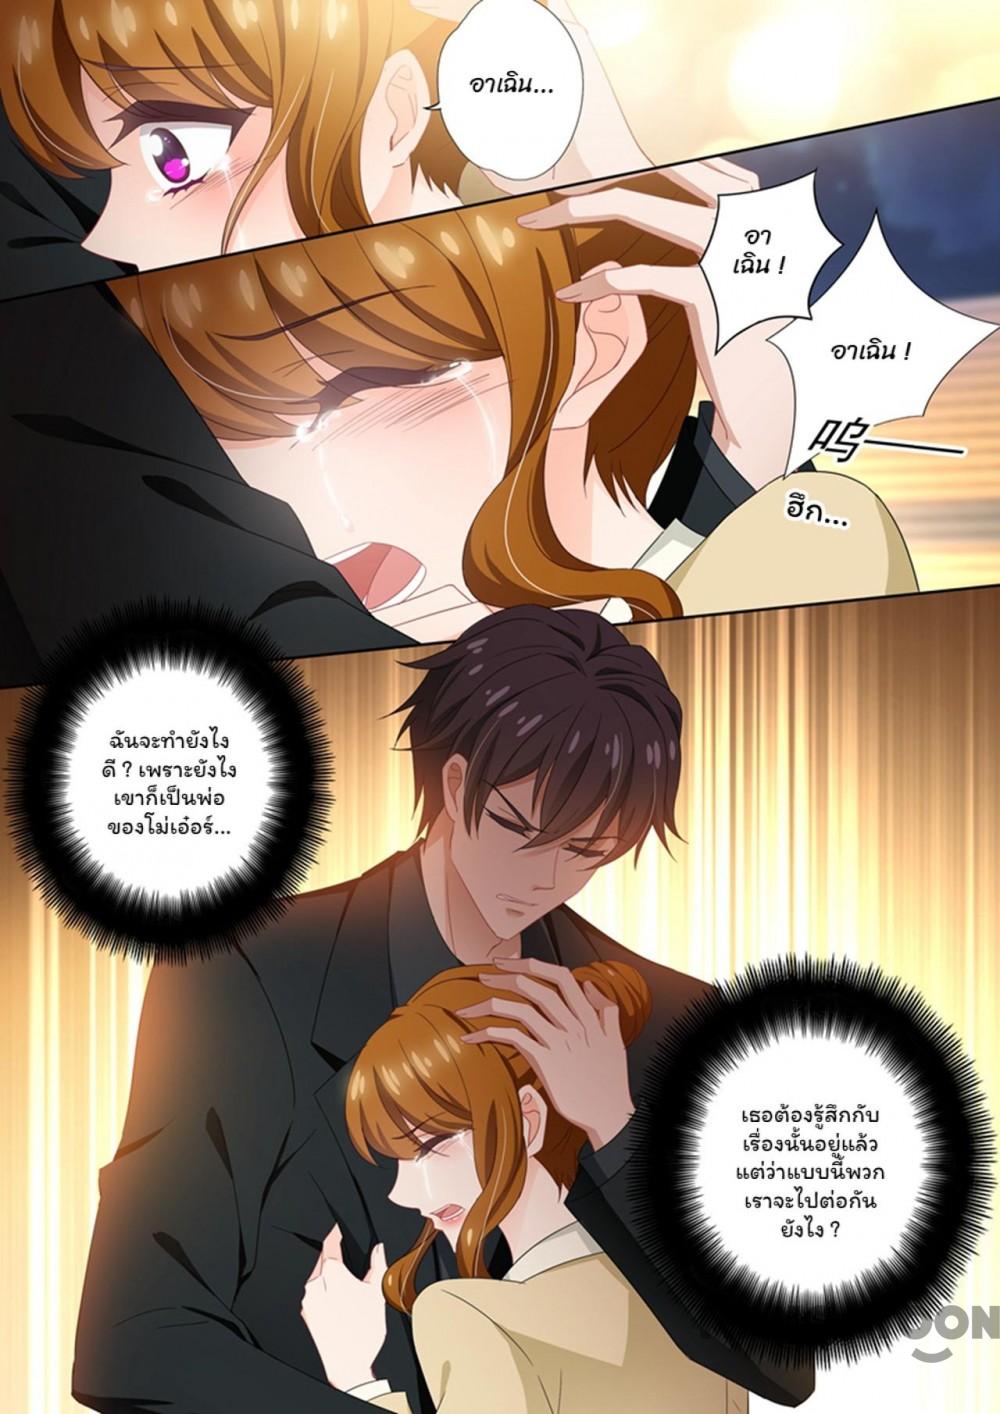 อาเฉิน...
อา
เฉิน !
อาเฉิน !
呜——
ฮึก...
ฉันจะทำยังไง
ดี ? เพราะยังไง
เขาก็เป็นพ่อ
ของโม่เอ๋อร์...
เธอต้องรู้สึกกับ
เรื่องนั้นอยู่แล้ว
แต่ว่าแบบนี้พวก
เราจะไปต่อกัน
ยังไง ?